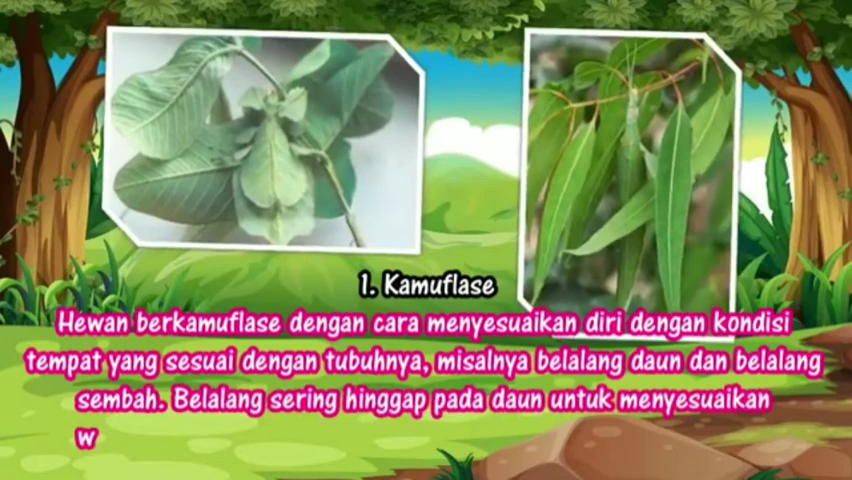 1. Kamuflase
Hewan berkamuflase dengan cara menyesuaikan diri dengan kondisi
tempat yang sesuai dengan tubuhnya, misalnya belalang daun dan belalang
sembah. Belalang sering hinggap pada daun untuk menyesuaikan
w